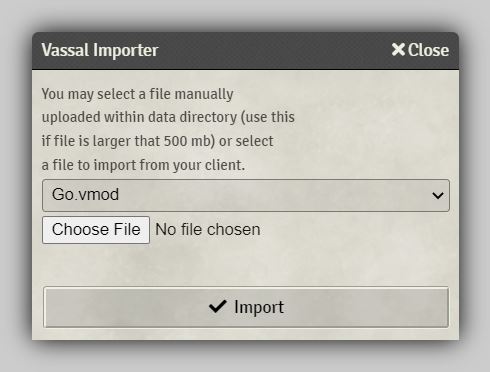 Vassal Importer
Close
You may select a file manually
uploaded within data directory (use this
if file is larger that 500 mb) or select
a file to import from your client.
Go.vmod
Choose File No file chosen
Import